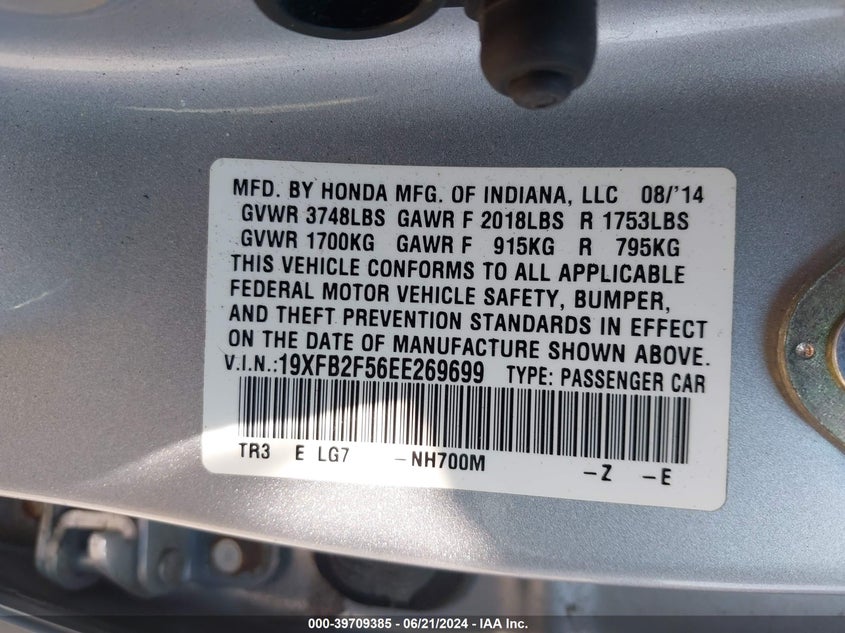 MFD. BY HONDA MFG. OF INDIANA, LLC 08/'14
GVWR 3748LBS GAWR F 2018LBS R 1753LBS
GVWR 1700KG GAWR F 915KG R 795KG
THIS VEHICLE CONFORMS TO ALL APPLICABLE
FEDERAL MOTOR VEHICLE SAFETY, BUMPER,
AND THEFT PREVENTION STANDARDS IN EFFECT
ON THE DATE OF MANUFACTURE SHOWN ABOVE.
V.I.N.:19XFB2F56EE269699 TYPE: PASSENGER CAR
TR3 E LG7 -NH700M -Z -E
000-39709385 - 06/21/2024 - IAA Inc.